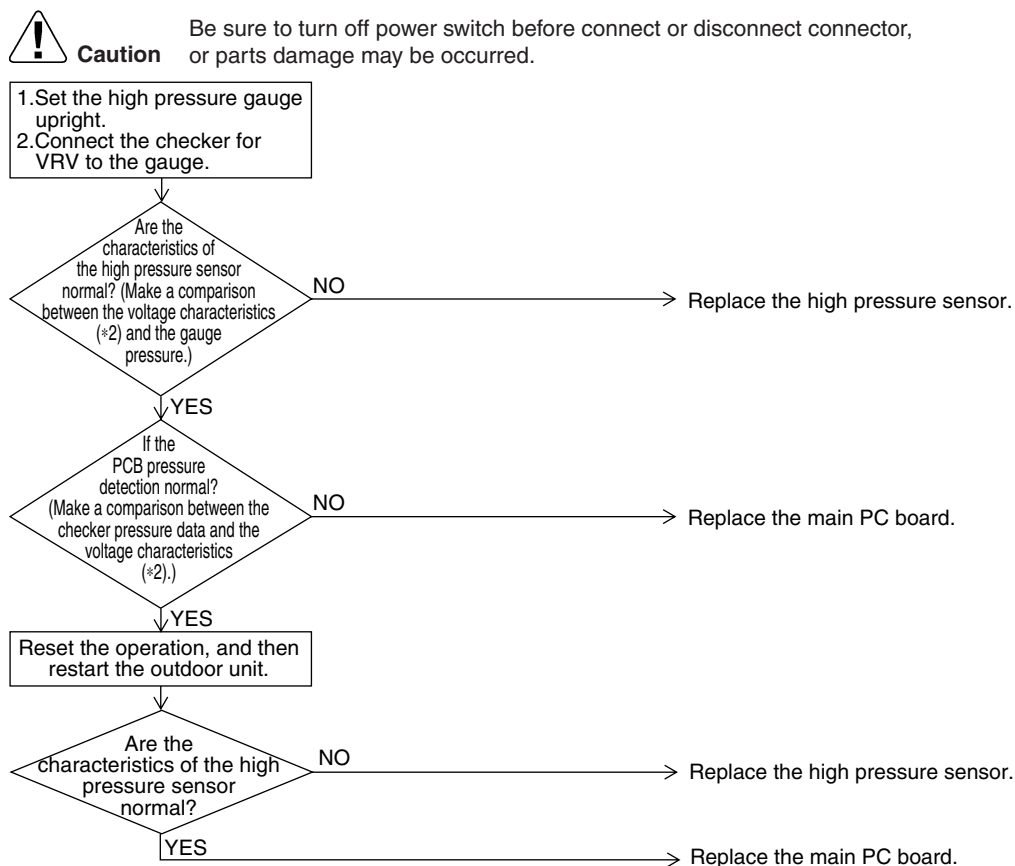 Be sure to turn off power switch before connect or disconnect connector,
Caution or parts damage may be occurred.
1.Set the high pressure gauge
upright.
2.Connect the checker for
VRV to the gauge.
Are the
characteristics of
the high pressure sensor
normal? (Make a comparison
between the voltage characteristics
(*2) and the gauge
pressure.)
NO
Replace the high pressure sensor.
YES
If the
PCB pressure
detection normal?
(Make a comparison between the
checker pressure data and the
voltage characteristics
(*2).)
NO
Replace the main PC board.
YES
Reset the operation, and then
restart the outdoor unit.
Are the
characteristics of the high
pressure sensor
normal?
NO
Replace the high pressure sensor.
YES
Replace the main PC board.